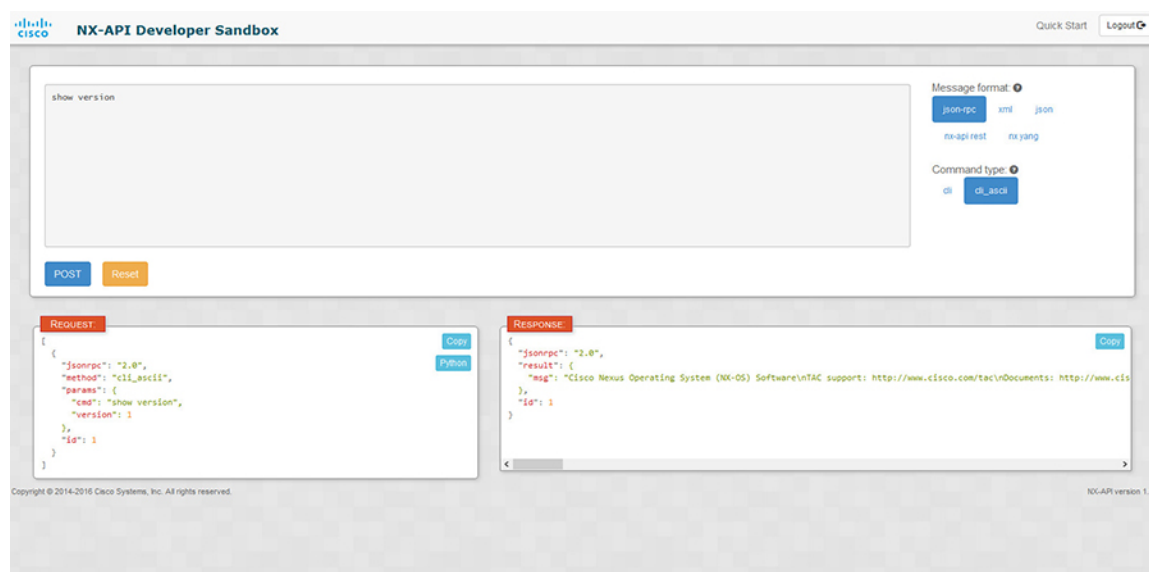 CISCO
NX-API Developer Sandbox
Quick Start
Logout
show version
Message format:
json-rpc xml json
nx-api rest nx yang
Command type:
cli cli_ascii
POST Reset
REQUEST:
Copy
Python
[
{
"jsonrpc": "2.0",
"method": "cli_ascii",
"params": {
"cmd": "show version",
"version": 1
},
"id": 1
}
]
RESPONSE:
Copy
{
"jsonrpc": "2.0",
"result": {
"msg": "Cisco Nexus Operating System (NX-OS) Software\nTAC support: http://www.cisco.com/tac\nDocuments: http://www.cis
},
"id": 1
}
Copyright © 2014-2016 Cisco Systems, Inc. All rights reserved.
NX-API version 1.